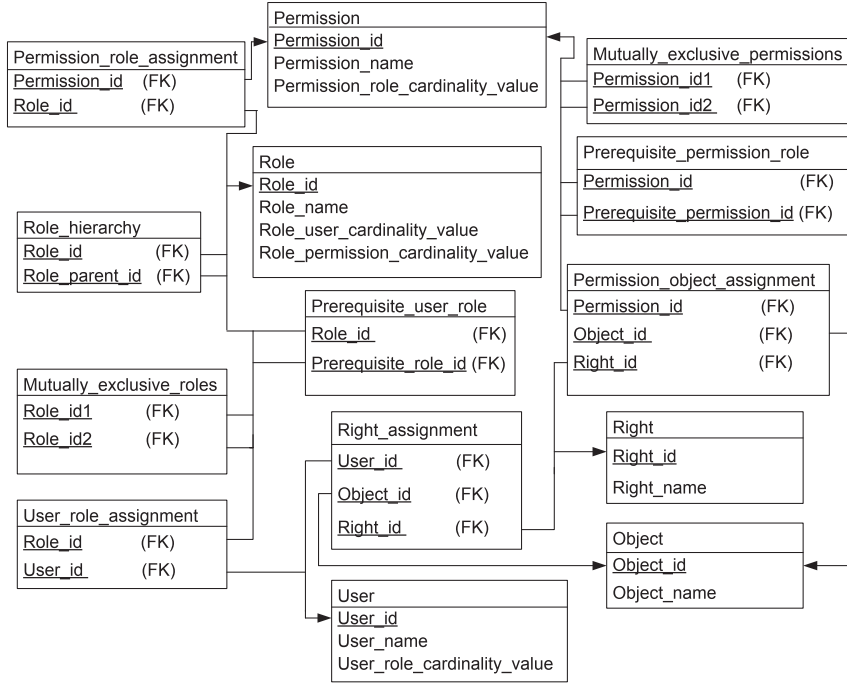 Permission
Permission_id
Permission_name
Permission_role_cardinality_value
Permission_role_assignment
Permission_id (FK)
Role_id (FK)
Mutually_exclusive_permissions
Permission_id1 (FK)
Permission_id2 (FK)
Role
Role_id
Role_name
Role_user_cardinality_value
Role_permission_cardinality_value
Prerequisite_permission_role
Permission_id (FK)
Prerequisite_permission_id (FK)
Role_hierarchy
Role_id (FK)
Role_parent_id (FK)
Prerequisite_user_role
Role_id (FK)
Prerequisite_role_id (FK)
Permission_object_assignment
Permission_id (FK)
Object_id (FK)
Right_id (FK)
Mutually_exclusive_roles
Role_id1 (FK)
Role_id2 (FK)
Right_assignment
User_id (FK)
Object_id (FK)
Right_id (FK)
Right
Right_id
Right_name
User_role_assignment
Role_id (FK)
User_id (FK)
Object
Object_id
Object_name
User
User_id
User_name
User_role_cardinality_value